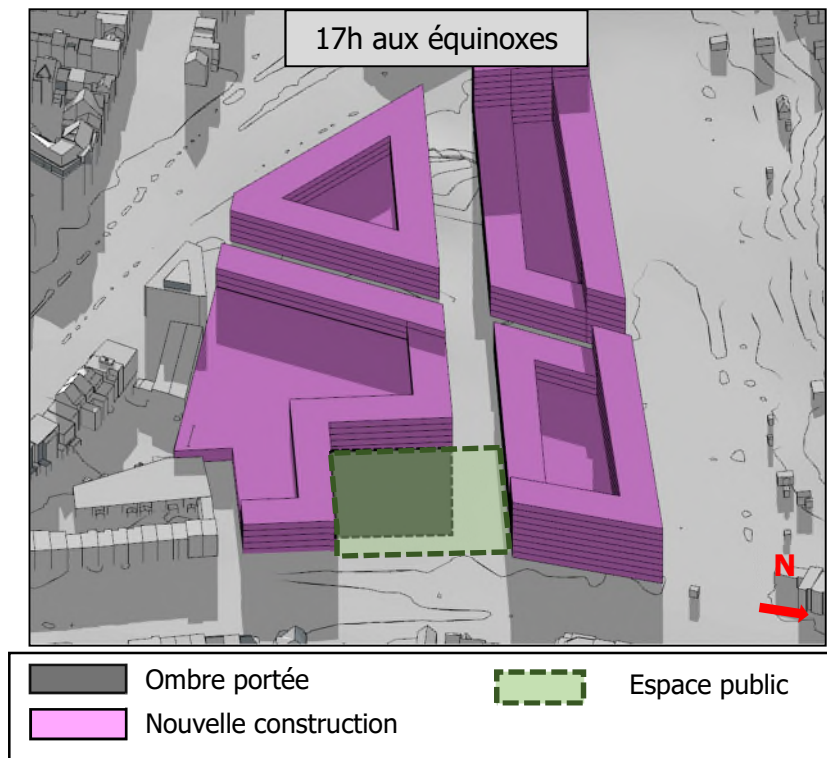 17h aux équinoxes
N
Ombre portée
Espace public
Nouvelle construction